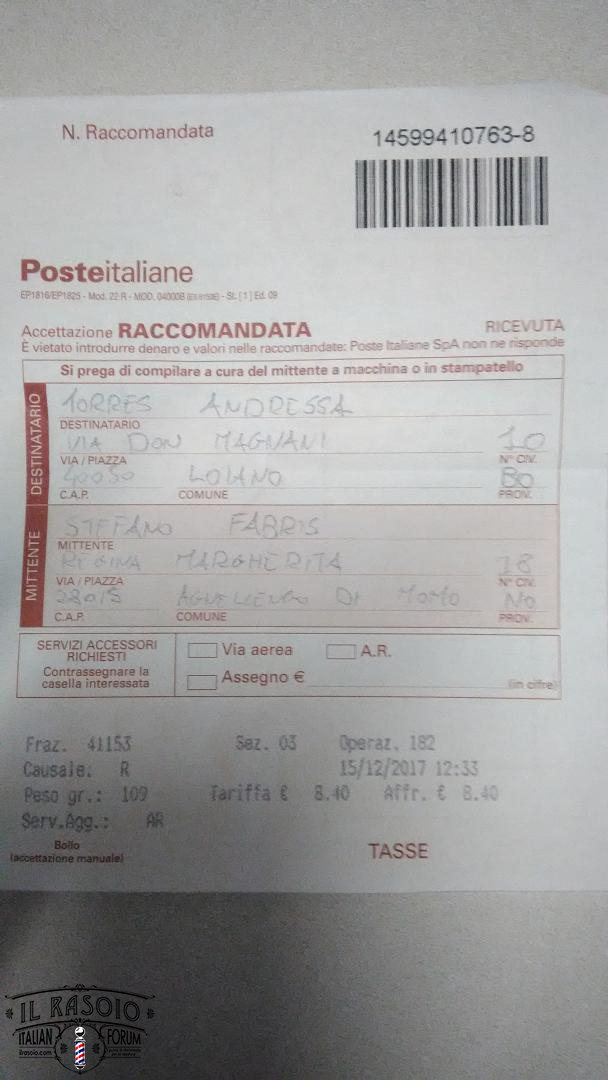 N. Raccomandata
14599410763-8
Posteitaliane
EP1816/EP1825 - Mod. 22 R - MOD. 04000B - St. [1] Ed. 09
Accettazione RACCOMANDATA
RICEVUTA
È vietato introdurre denaro e valori nelle raccomandate: Poste Italiane SpA non ne risponde
Si prega di compilare a cura del mittente a macchina o in stampatello
DESTINATARIO
TORRES ANDRESSA
DESTINATARIO
VIA DON MAGNANI 10
VIA / PIAZZA N° CIV.
40050 LOIANO BO
C.A.P. COMUNE PROV.
MITTENTE
STEFANO FABRIS
MITTENTE
REGINA MARGHERITA 18
VIA / PIAZZA N° CIV.
28015 DI MOMO NO
C.A.P. COMUNE PROV.
SERVIZI ACCESSORI
RICHIESTI
Contrassegnare la
casella interessata
Via aerea A.R.
Assegno € (in cifre)
Fraz. 41153 Sez. 03 Operaz. 182
Causale: R 15/12/2017 12:33
Peso gr.: 109 Tariffa € 8.40 Affr. € 8.40
Serv.Agg.: AR
Bollo
(accettazione manuale)
TASSE
IL RASOIO
ITALIAN FORUM
ilrasoio.com